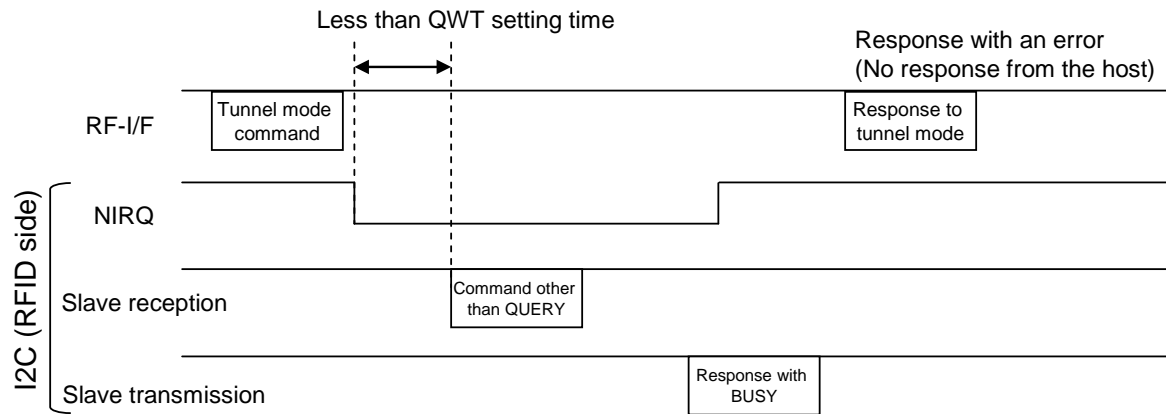 Less than QWT setting time
Response with an error
(No response from the host)
RF-I/F
Tunnel mode
command
Response to
tunnel mode
I2C (RFID side)
NIRQ
Slave reception
Command other
than QUERY
Slave transmission
Response with
BUSY